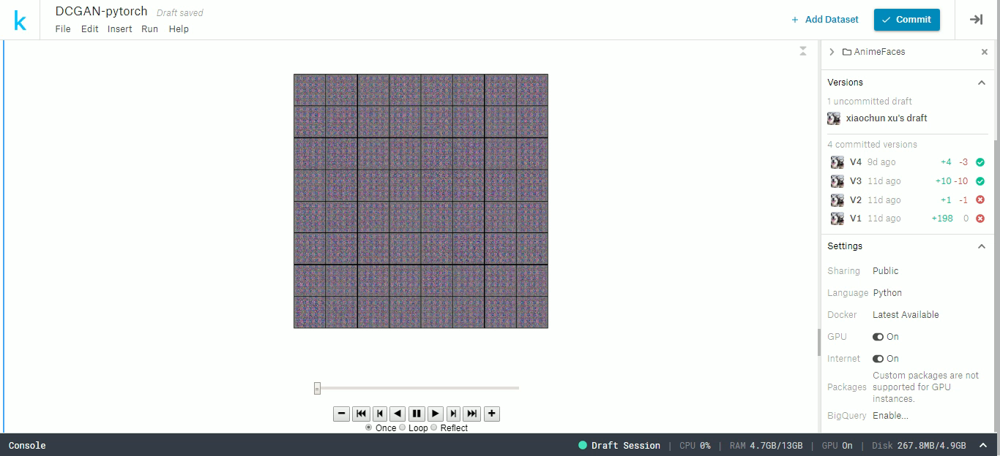 k
DCGAN-pytorch Draft saved
File Edit Insert Run Help
+ Add Dataset
Commit
AnimeFaces
Versions
1 uncommitted draft
xiaochun xu's draft
4 committed versions
V4 9d ago +4 -3
V3 11d ago +10 -10
V2 11d ago +1 -1
V1 11d ago +198 0
Settings
Sharing Public
Language Python
Docker Latest Available
GPU On
Internet On
Packages Custom packages are not
supported for GPU
instances.
BigQuery Enable...
Once Loop Reflect
Console
Draft Session | CPU 0% | RAM 4.7GB/13GB | GPU On | Disk 267.8MB/4.9GB